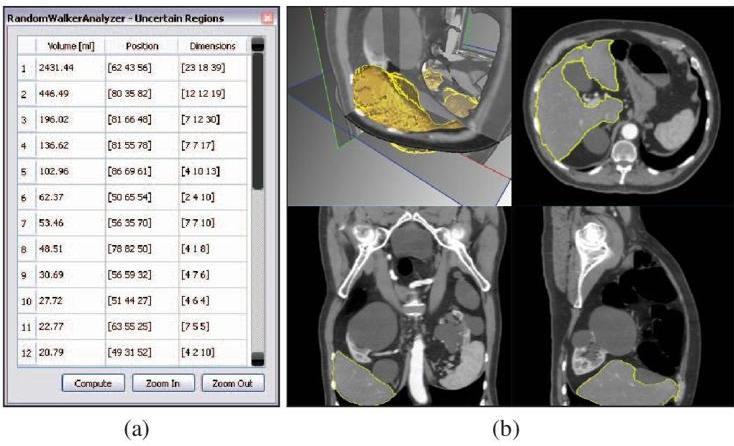 RandomWalkerAnalyzer - Uncertain Regions
Volume [ml] Position Dimensions
1 2431.44 [62 43 56] [23 18 39]
2 446.49 [80 35 82] [12 12 19]
3 196.02 [81 66 48] [7 12 30]
4 136.62 [81 55 78] [7 7 17]
5 102.96 [86 69 61] [4 10 13]
6 62.37 [50 65 54] [2 4 10]
7 53.46 [56 35 70] [7 7 10]
8 48.51 [78 82 50] [4 1 8]
9 30.69 [56 59 32] [4 7 6]
10 27.72 [51 44 27] [4 6 4]
11 22.77 [63 55 25] [7 5 5]
12 20.79 [49 31 52] [4 2 10]
Compute Zoom In Zoom Out
(a) (b)